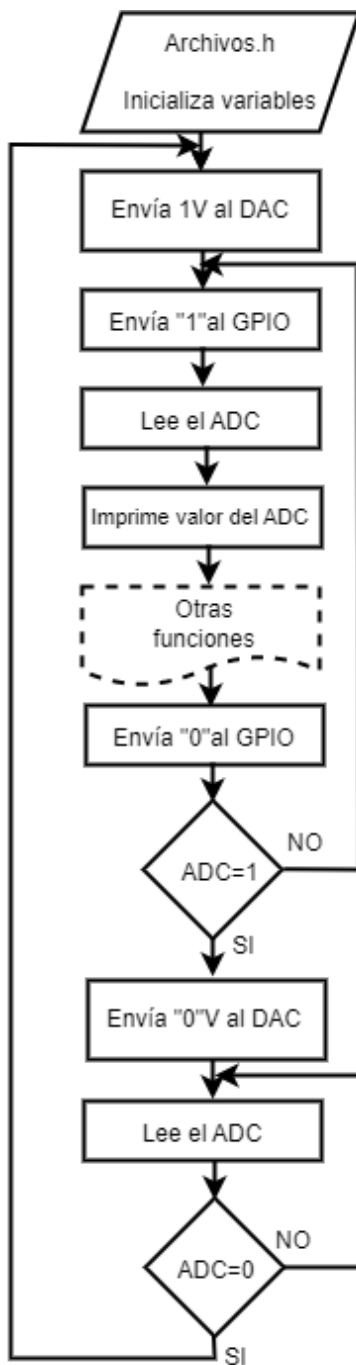 Archivos.h
Inicializa variables
Envía 1V al DAC
Envía "1"al GPIO
Lee el ADC
Imprime valor del ADC
Otras
funciones
Envía "0"al GPIO
ADC=1
NO
SI
Envía "0"V al DAC
Lee el ADC
ADC=0
NO
SI